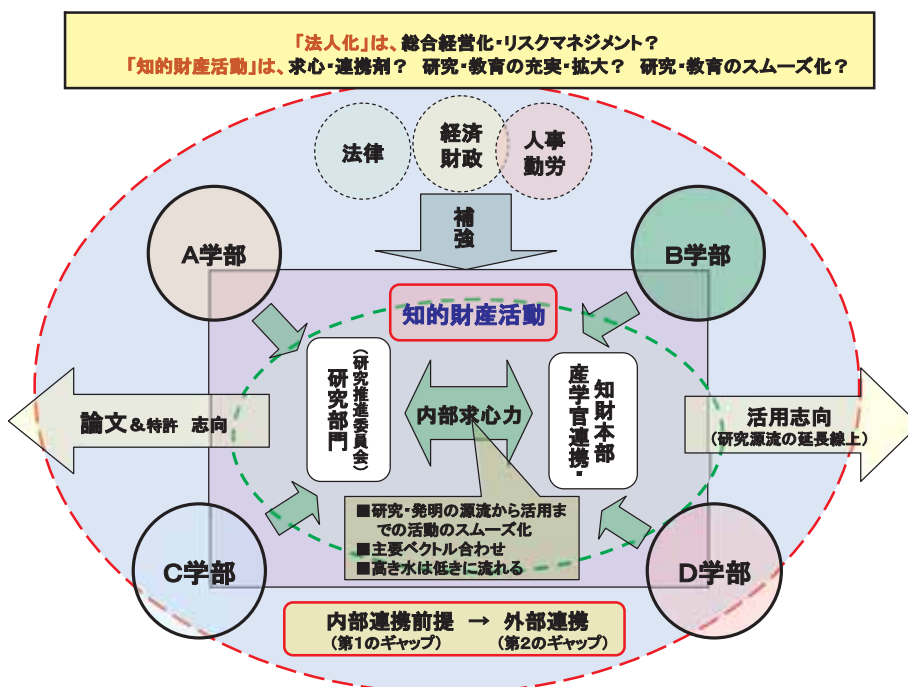 「法人化」は、総合経営化・リスクマネジメント？
「知的財産活動」は、求心・連携剤？ 研究・教育の充実・拡大？ 研究・教育のスムーズ化？
法律
経済
財政
人事
勤労
補強
A学部
B学部
知的財産活動
（研究推進委員会）
研究部門
内部求心力
知財本部
産学官連携・
論文＆特許 志向
活用志向
（研究源流の延長線上）
■研究・発明の源流から活用ま
での活動のスムーズ化
■主要ベクトル合わせ
■高き水は低きに流れる
C学部
D学部
内部連携前提 → 外部連携
（第1のギャップ） （第2のギャップ）